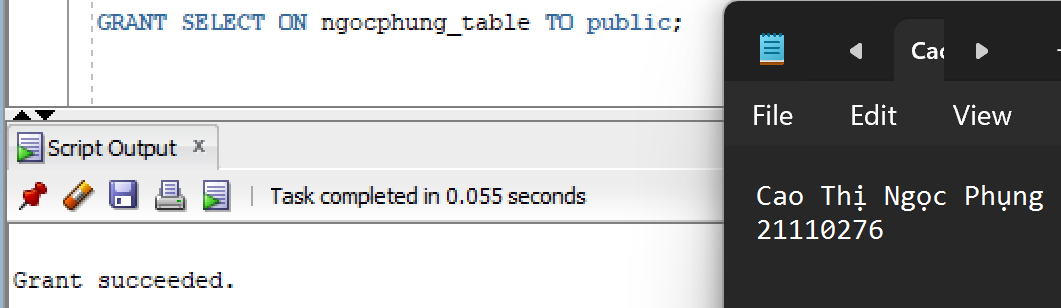 GRANT SELECT ON ngocphung_table TO public;
Script Output x
Task completed in 0.055 seconds
Grant succeeded.
File Edit View
Cao Thị Ngọc Phụng
21110276